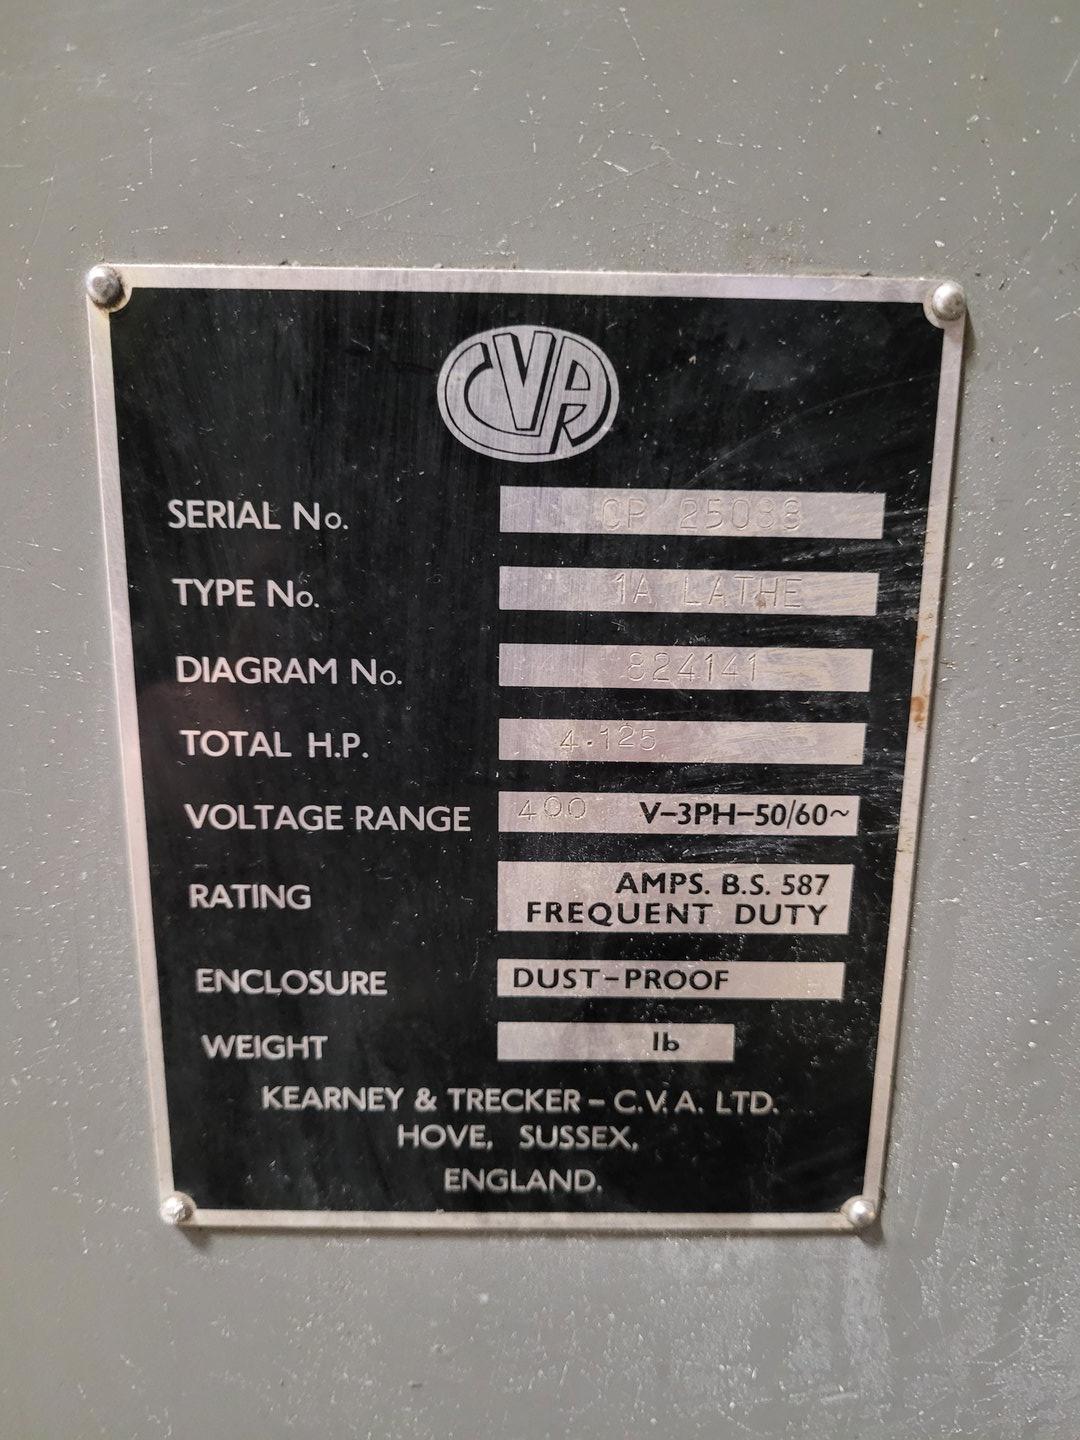 CVA
SERIAL No. CP 25088
TYPE No. 1A LATHE
DIAGRAM No. 824141
TOTAL H.P. 4.125
VOLTAGE RANGE 400 V-3PH-50/60~
RATING AMPS. B.S. 587
FREQUENT DUTY
ENCLOSURE DUST-PROOF
WEIGHT lb
KEARNEY & TRECKER - C.V.A. LTD.
HOVE, SUSSEX,
ENGLAND.